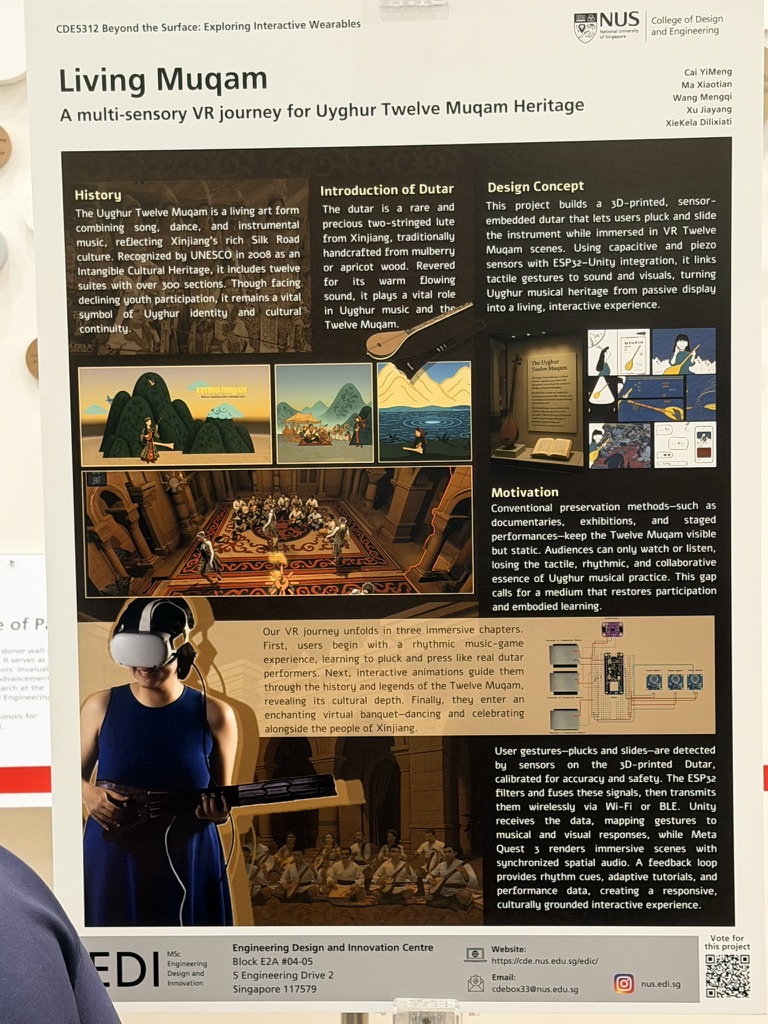 CDE5312 Beyond the Surface: Exploring Interactive Wearables
NUS
National University
of Singapore
College of Design
and Engineering
Living Muqam
A multi-sensory VR journey for Uyghur Twelve Muqam Heritage
Cai YiMeng
Ma Xiaotian
Wang Mengqi
Xu Jiayang
XieKela Dilixiati
History
The Uyghur Twelve Muqam is a living art form
combining song, dance, and instrumental
music, reflecting Xinjiang's rich Silk Road
culture. Recognized by UNESCO in 2008 as an
Intangible Cultural Heritage, it includes twelve
suites with over 300 sections. Though facing
declining youth participation, it remains a vital
symbol of Uyghur identity and cultural
continuity.
Introduction of Dutar
The dutar is a rare and
precious two-stringed lute
from Xinjiang, traditionally
handcrafted from mulberry
or apricot wood. Revered
for its warm flowing
sound, it plays a vital role
in Uyghur music and the
Twelve Muqam.
Design Concept
This project builds a 3D-printed, sensor-
embedded dutar that lets users pluck and slide
the instrument while immersed in VR Twelve
Muqam scenes. Using capacitive and piezo
sensors with ESP32–Unity integration, it links
tactile gestures to sound and visuals, turning
Uyghur musical heritage from passive display
into a living, interactive experience.
LIVING MUQAM
The Uyghur
Twelve Muqam
Motivation
Conventional preservation methods—such as
documentaries, exhibitions, and staged
performances—keep the Twelve Muqam visible
but static. Audiences can only watch or listen,
losing the tactile, rhythmic, and collaborative
essence of Uyghur musical practice. This gap
calls for a medium that restores participation
and embodied learning.
Our VR journey unfolds in three immersive chapters.
First, users begin with a rhythmic music-game
experience, learning to pluck and press like real dutar
performers. Next, interactive animations guide them
through the history and legends of the Twelve Muqam,
revealing its cultural depth. Finally, they enter an
enchanting virtual banquet—dancing and celebrating
alongside the people of Xinjiang.
User gestures—plucks and slides—are detected
by sensors on the 3D-printed Dutar,
calibrated for accuracy and safety. The ESP32
filters and fuses these signals, then transmits
them wirelessly via Wi-Fi or BLE. Unity
receives the data, mapping gestures to
musical and visual responses, while Meta
Quest 3 renders immersive scenes with
synchronized spatial audio. A feedback loop
provides rhythm cues, adaptive tutorials, and
performance data, creating a responsive,
culturally grounded interactive experience.
EDI
MSc
Engineering
Design and
Innovation
Engineering Design and Innovation Centre
Block E2A #04-05
5 Engineering Drive 2
Singapore 117579
Website:
https://cde.nus.edu.sg/edic/
Email:
cdebox33@nus.edu.sg
nus.edi.sg
Vote for
this project